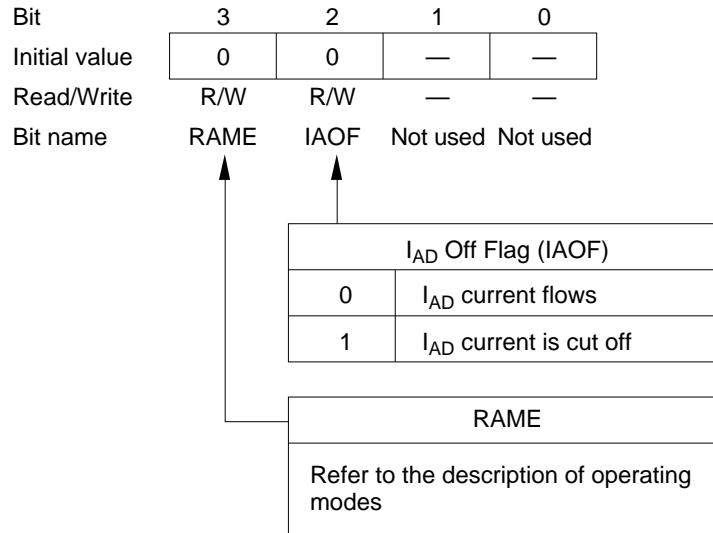 Bit 3 2 1 0
Initial value 0 0 — —
Read/Write R/W R/W — —
Bit name RAME IAOF Not used Not used
IAD Off Flag (IAOF)
0 IAD current flows
1 IAD current is cut off
RAME
Refer to the description of operating
modes